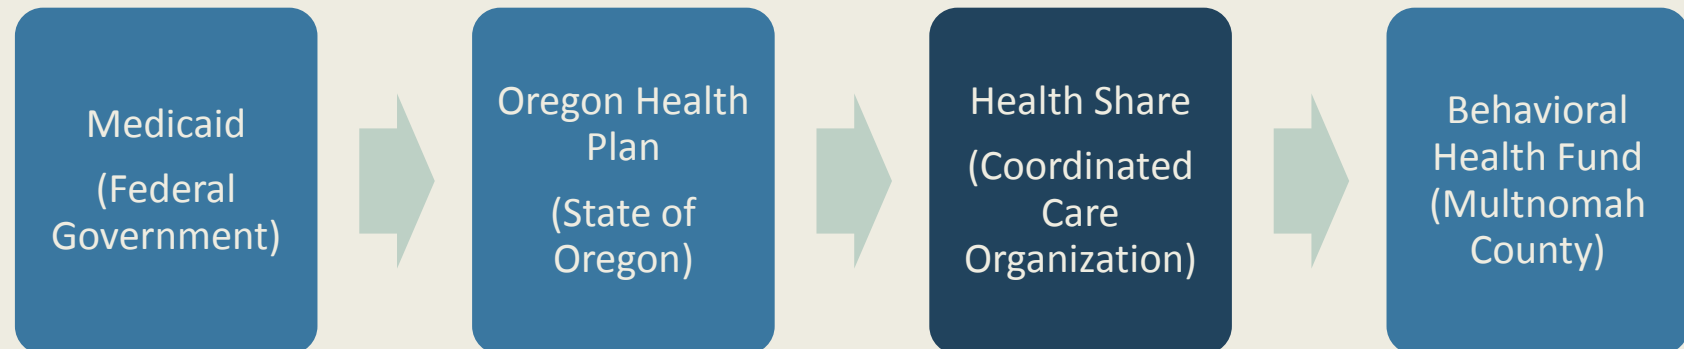 Medicaid
(Federal
Government)
Oregon Health
Plan
(State of
Oregon)
Health Share
(Coordinated
Care
Organization)
Behavioral
Health Fund
(Multnomah
County)